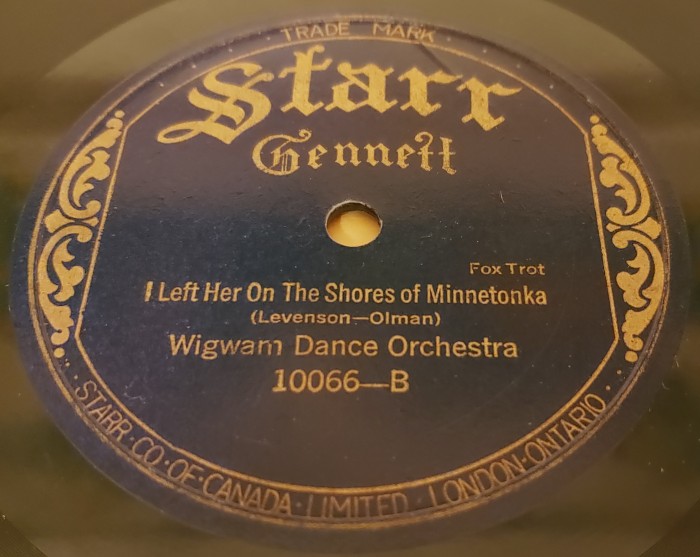 TRADE MARK
Starr
Gennett
Fox Trot
I Left Her On The Shores of Minnetonka
(Levenson—Olman)
Wigwam Dance Orchestra
10066—B
STARR·CO·OF·CANADA·LIMITED·LONDON·ONTARIO